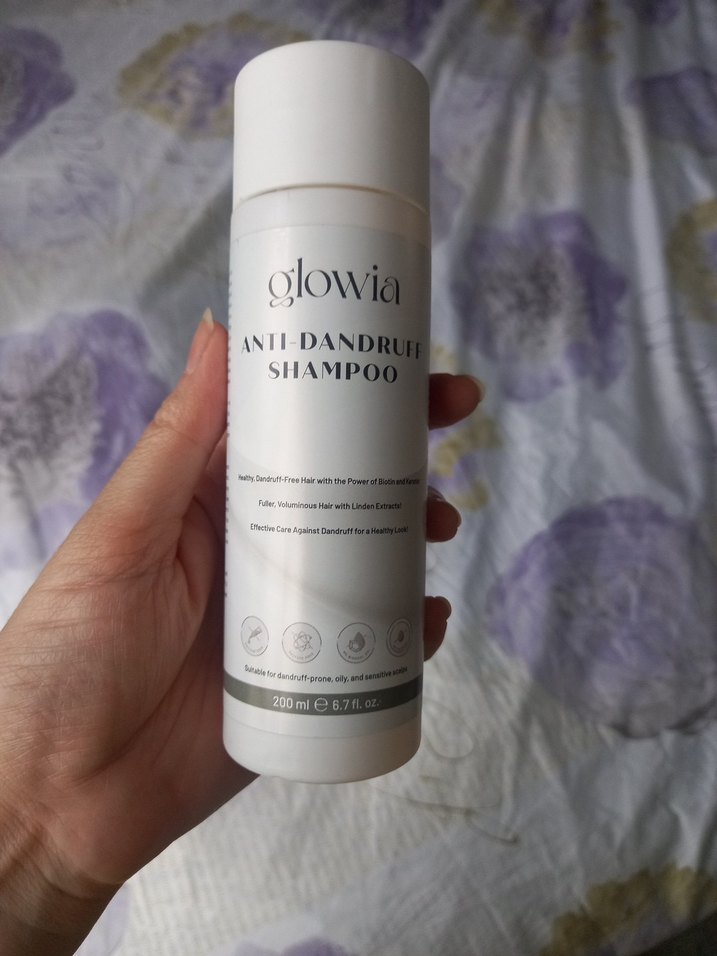 glowia
ANTI-DANDRUFF
SHAMPOO
Healthy, Dandruff-Free Hair with the Power of Biotin and Keratin
Fuller, Voluminous Hair with Linden Extracts!
Effective Care Against Dandruff for a Healthy Look!
Suitable for dandruff-prone, oily, and sensitive scalps
200 ml ℮ 6.7 fl. oz.